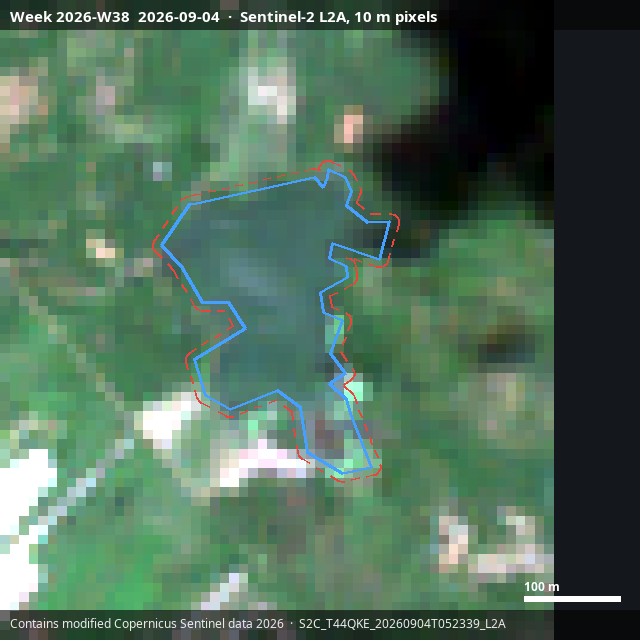 Week 2026-W38  2026-09-04  ·  Sentinel-2 L2A, 10 m pixels
100 m
Contains modified Copernicus Sentinel data 2026  ·  S2C_T44QKE_20260904T052339_L2A